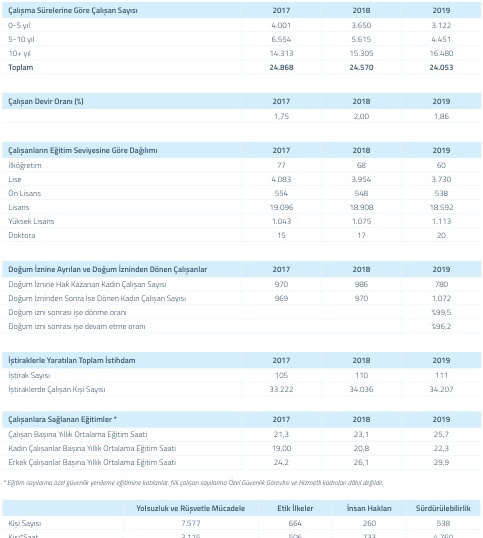 Çalışma Sürelerine Göre Çalışan Sayısı 2017 2018 2019
0-5 yıl 4.001 3.650 3.122
5-10 yıl 6.554 5.615 4.451
10+ yıl 14.313 15.305 16.480
Toplam 24.868 24.570 24.053
Çalışan Devir Oranı (%) 2017 2018 2019
1,75 2,00 1,86
Çalışanların Eğitim Seviyesine Göre Dağılımı 2017 2018 2019
İlköğretim 77 68 60
Lise 4.083 3.954 3.730
Ön Lisans 554 548 538
Lisans 19.096 18.908 18.592
Yüksek Lisans 1.043 1.075 1.113
Doktora 15 17 20
Doğum İznine Ayrılan ve Doğum İzninden Dönen Çalışanlar 2017 2018 2019
Doğum İznine Hak Kazanan Kadın Çalışan Sayısı 970 986 780
Doğum İzninden Sonra İşe Dönen Kadın Çalışan Sayısı 969 970 1.072
Doğum izni sonrası işe dönme oranı %99,5
Doğum izni sonrası işe devam etme oranı %96,2
İştiraklerle Yaratılan Toplam İstihdam 2017 2018 2019
İştirak Sayısı 105 110 111
İştiraklerde Çalışan Kişi Sayısı 33.222 34.036 34.207
Çalışanlara Sağlanan Eğitimler * 2017 2018 2019
Çalışan Başına Yıllık Ortalama Eğitim Saati 21,3 23,1 25,7
Kadın Çalışanlar Başına Yıllık Ortalama Eğitim Saati 19,00 20,8 22,3
Erkek Çalışanlar Başına Yıllık Ortalama Eğitim Saati 24,2 26,1 29,9
* Eğitim sayılarına özel güvenlik yenileme eğitimine katılanlar, fiili çalışan sayılarına Özel Güvenlik Görevlisi ve Hizmetli kadroları dâhil değildir.
Yolsuzluk ve Rüşvetle Mücadele Etik İlkeler İnsan Hakları Sürdürülebilirlik
Kişi Sayısı 7.577 664 260 538
Kişi*Saat 3.115 506 733 4.760